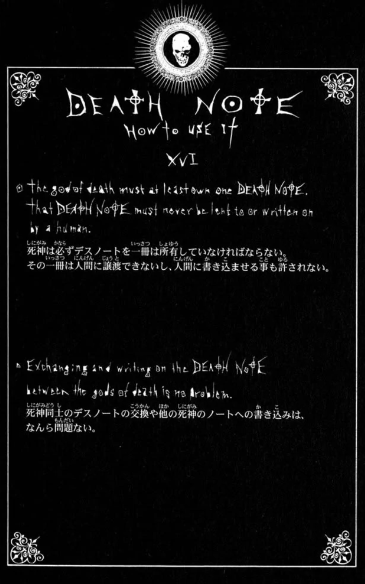 DEATH NOTE
HOW to USE It
XVI
The god of death must at least own one DEATH NOTE.
That DEATH NOTE must never be lent to or written on
by a human.
死神は必ずデスノートを一冊は所有していなければならない。
その一冊は人間に譲渡できないし、人間に書き込ませる事も許されない。
Exchanging and writing on the DEATH NOTE
between the gods of death is no problem.
死神同士のデスノートの交換や他の死神のノートへの書き込みは、
なんら問題ない。